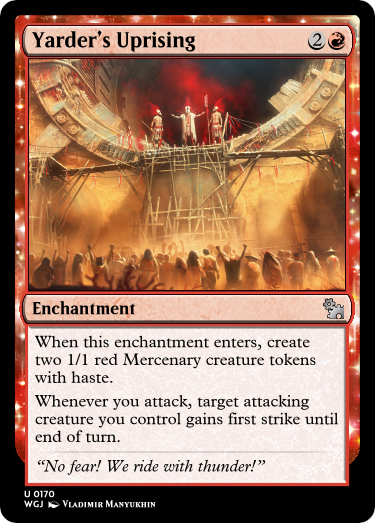 Yarder's Uprising 2
Enchantment
When this enchantment enters, create
two 1/1 red Mercenary creature tokens
with haste.
Whenever you attack, target attacking
creature you control gains first strike until
end of turn.
"No fear! We ride with thunder!"
U 0170
WGJ Vladimir Manyukhin